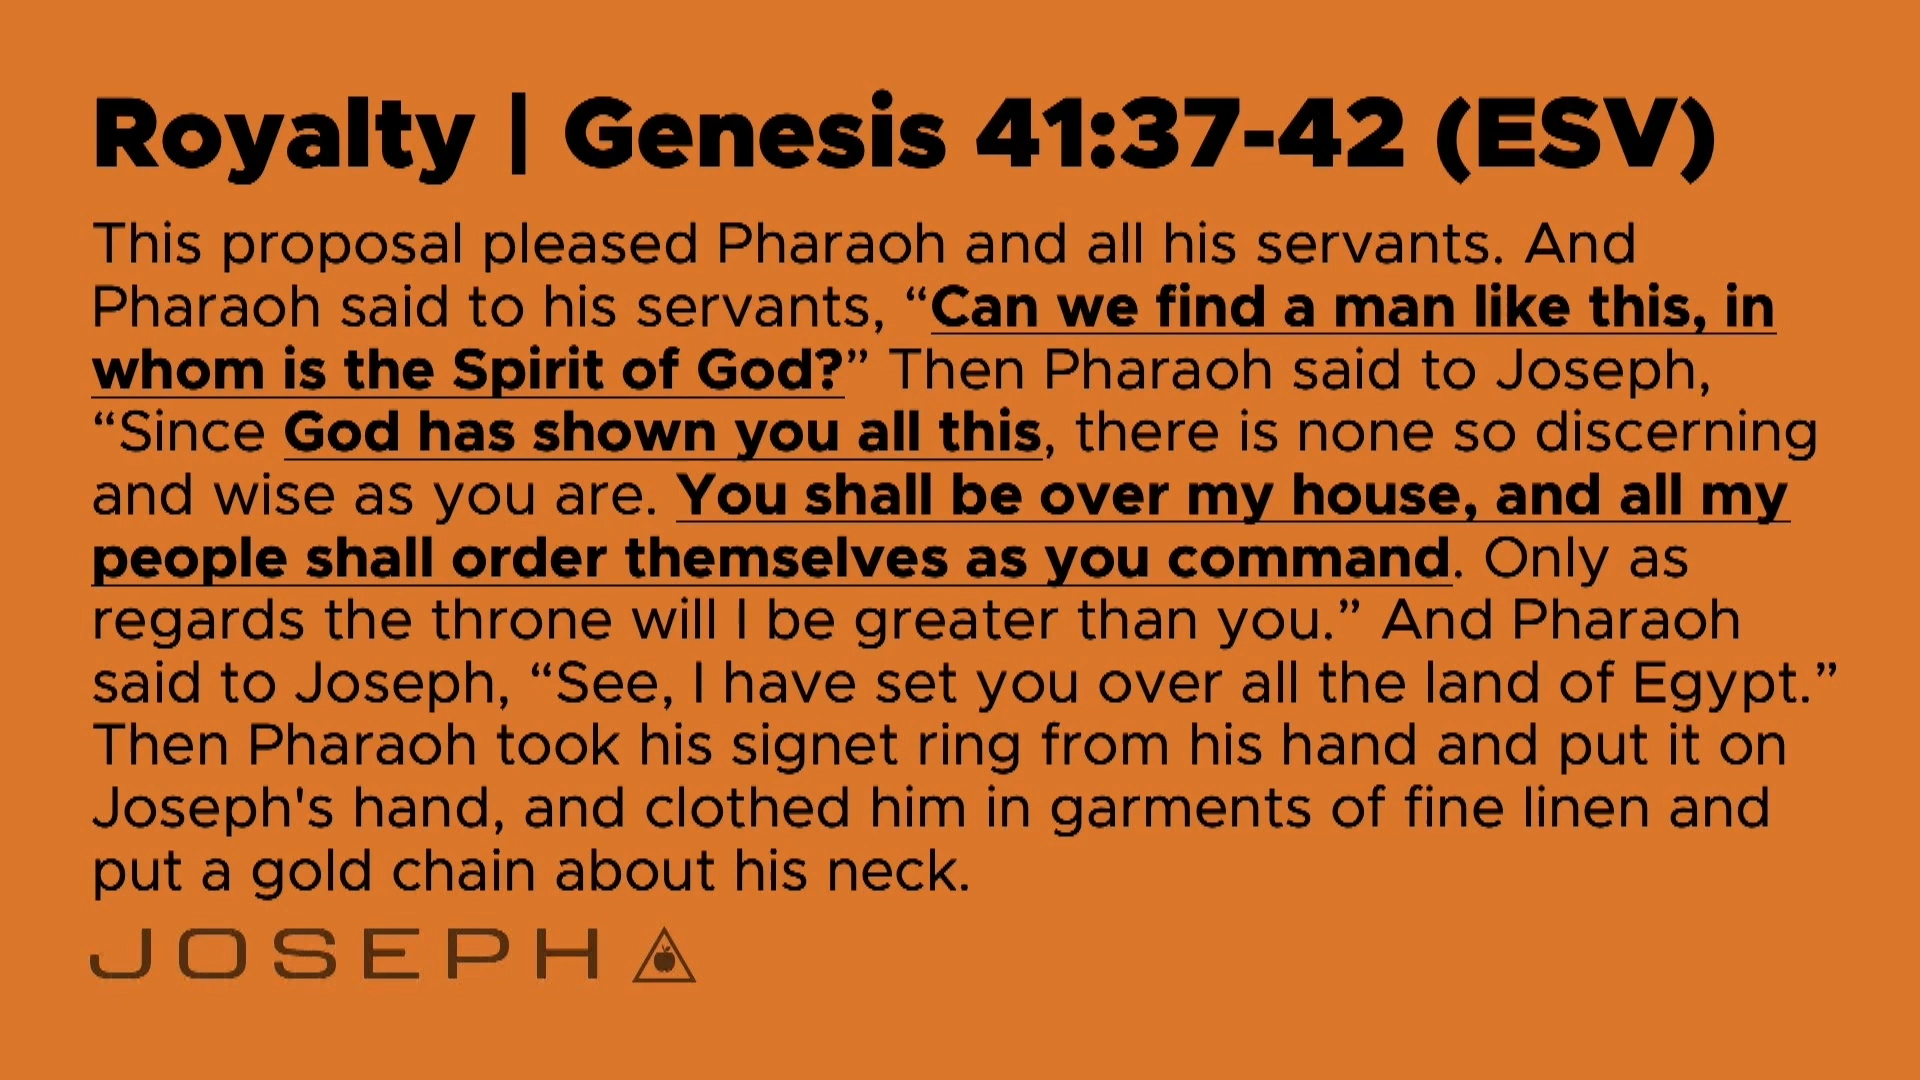 Royalty | Genesis 41:37-42 (ESV)
This proposal pleased Pharaoh and all his servants. And
Pharaoh said to his servants, “Can we find a man like this, in
whom is the Spirit of God?” Then Pharaoh said to Joseph,
“Since God has shown you all this, there is none so discerning
and wise as you are. You shall be over my house, and all my
people shall order themselves as you command. Only as
regards the throne will I be greater than you.” And Pharaoh
said to Joseph, “See, I have set you over all the land of Egypt.”
Then Pharaoh took his signet ring from his hand and put it on
Joseph's hand, and clothed him in garments of fine linen and
put a gold chain about his neck.
JOSEPH